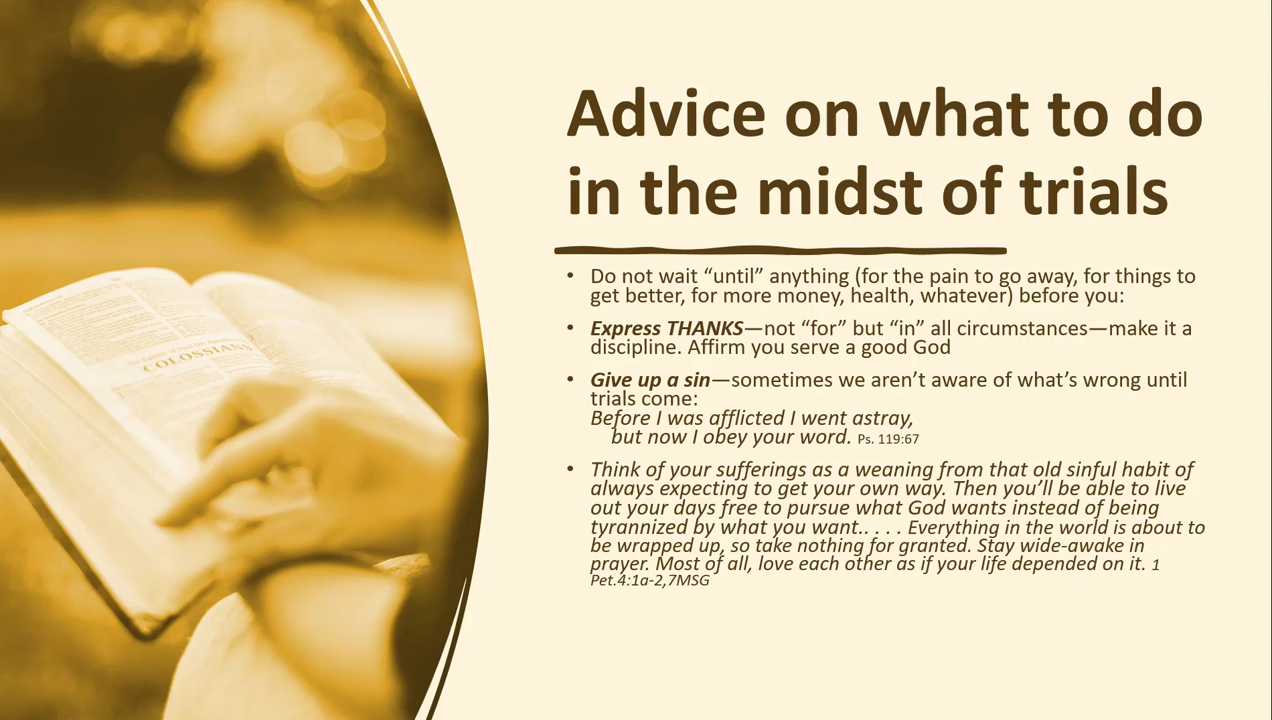 Advice on what to do
in the midst of trials
• Do not wait “until” anything (for the pain to go away, for things to
get better, for more money, health, whatever) before you:
• Express THANKS—not “for” but “in” all circumstances—make it a
discipline. Affirm you serve a good God
• Give up a sin—sometimes we aren’t aware of what’s wrong until
trials come:
Before I was afflicted I went astray,
but now I obey your word. Ps. 119:67
• Think of your sufferings as a weaning from that old sinful habit of
always expecting to get your own way. Then you’ll be able to live
out your days free to pursue what God wants instead of being
tyrannized by what you want.. . . . Everything in the world is about to
be wrapped up, so take nothing for granted. Stay wide-awake in
prayer. Most of all, love each other as if your life depended on it. 1
Pet.4:1a-2,7MSG
COLOSSIANS